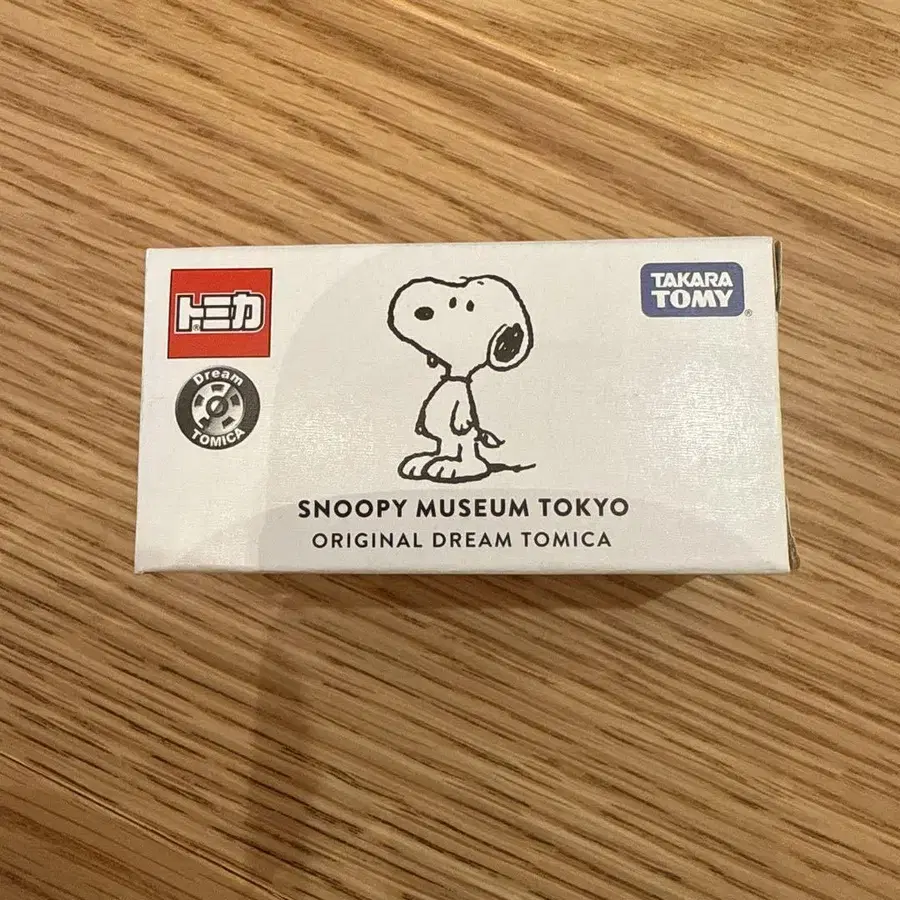 トミカ
®
Dream
TOMICA
TAKARA
TOMY
®
SNOOPY MUSEUM TOKYO
ORIGINAL DREAM TOMICA